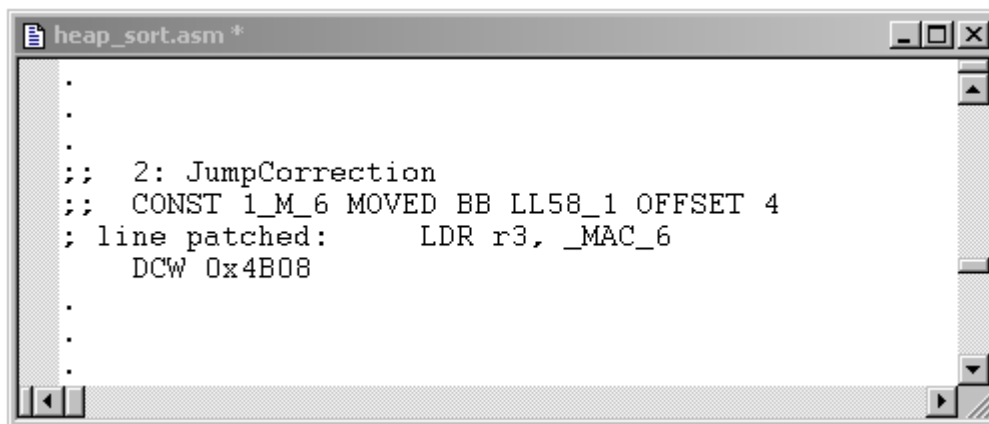 heap_sort.asm *
.
.
.
;;  2: JumpCorrection
;;  CONST 1_M_6 MOVED BB LL58_1 OFFSET 4
; line patched:     LDR r3, _MAC_6
    DCW 0x4B08
.
.
.